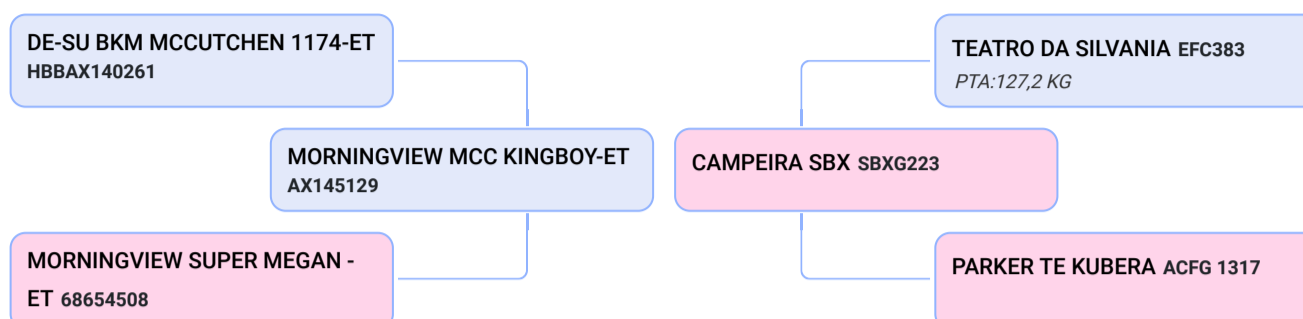 DE-SU BKM MCCUTCHEN 1174-ET
HBBAX140261
TEATRO DA SILVANIA EFC383
PTA:127,2 KG
MORNINGVIEW MCC KINGBOY-ET
AX145129
CAMPEIRA SBX SBXG223
MORNINGVIEW SUPER MEGAN -
ET 68654508
PARKER TE KUBERA ACFG 1317